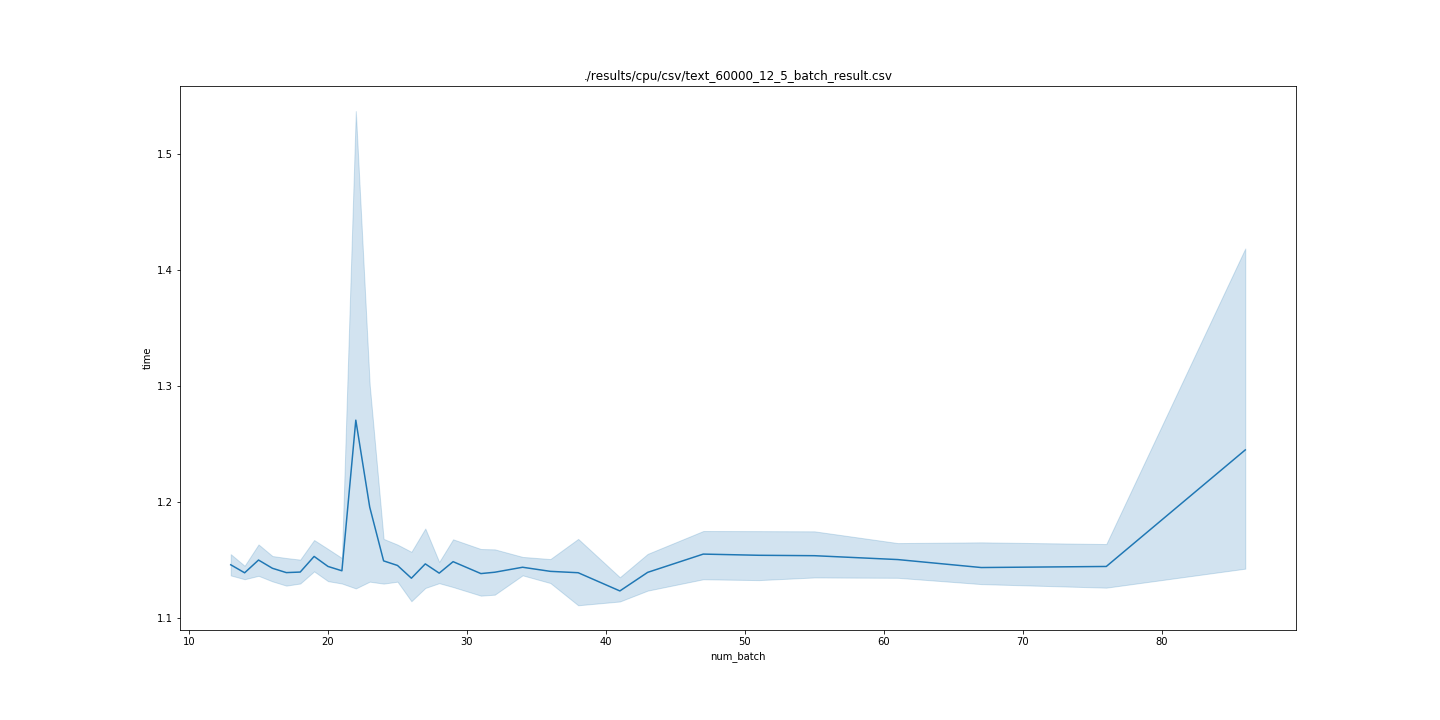 ./results/cpu/csv/text_60000_12_5_batch_result.csv
time
1.5
1.4
1.3
1.2
1.1
10 20 30 40 50 60 70 80
num_batch